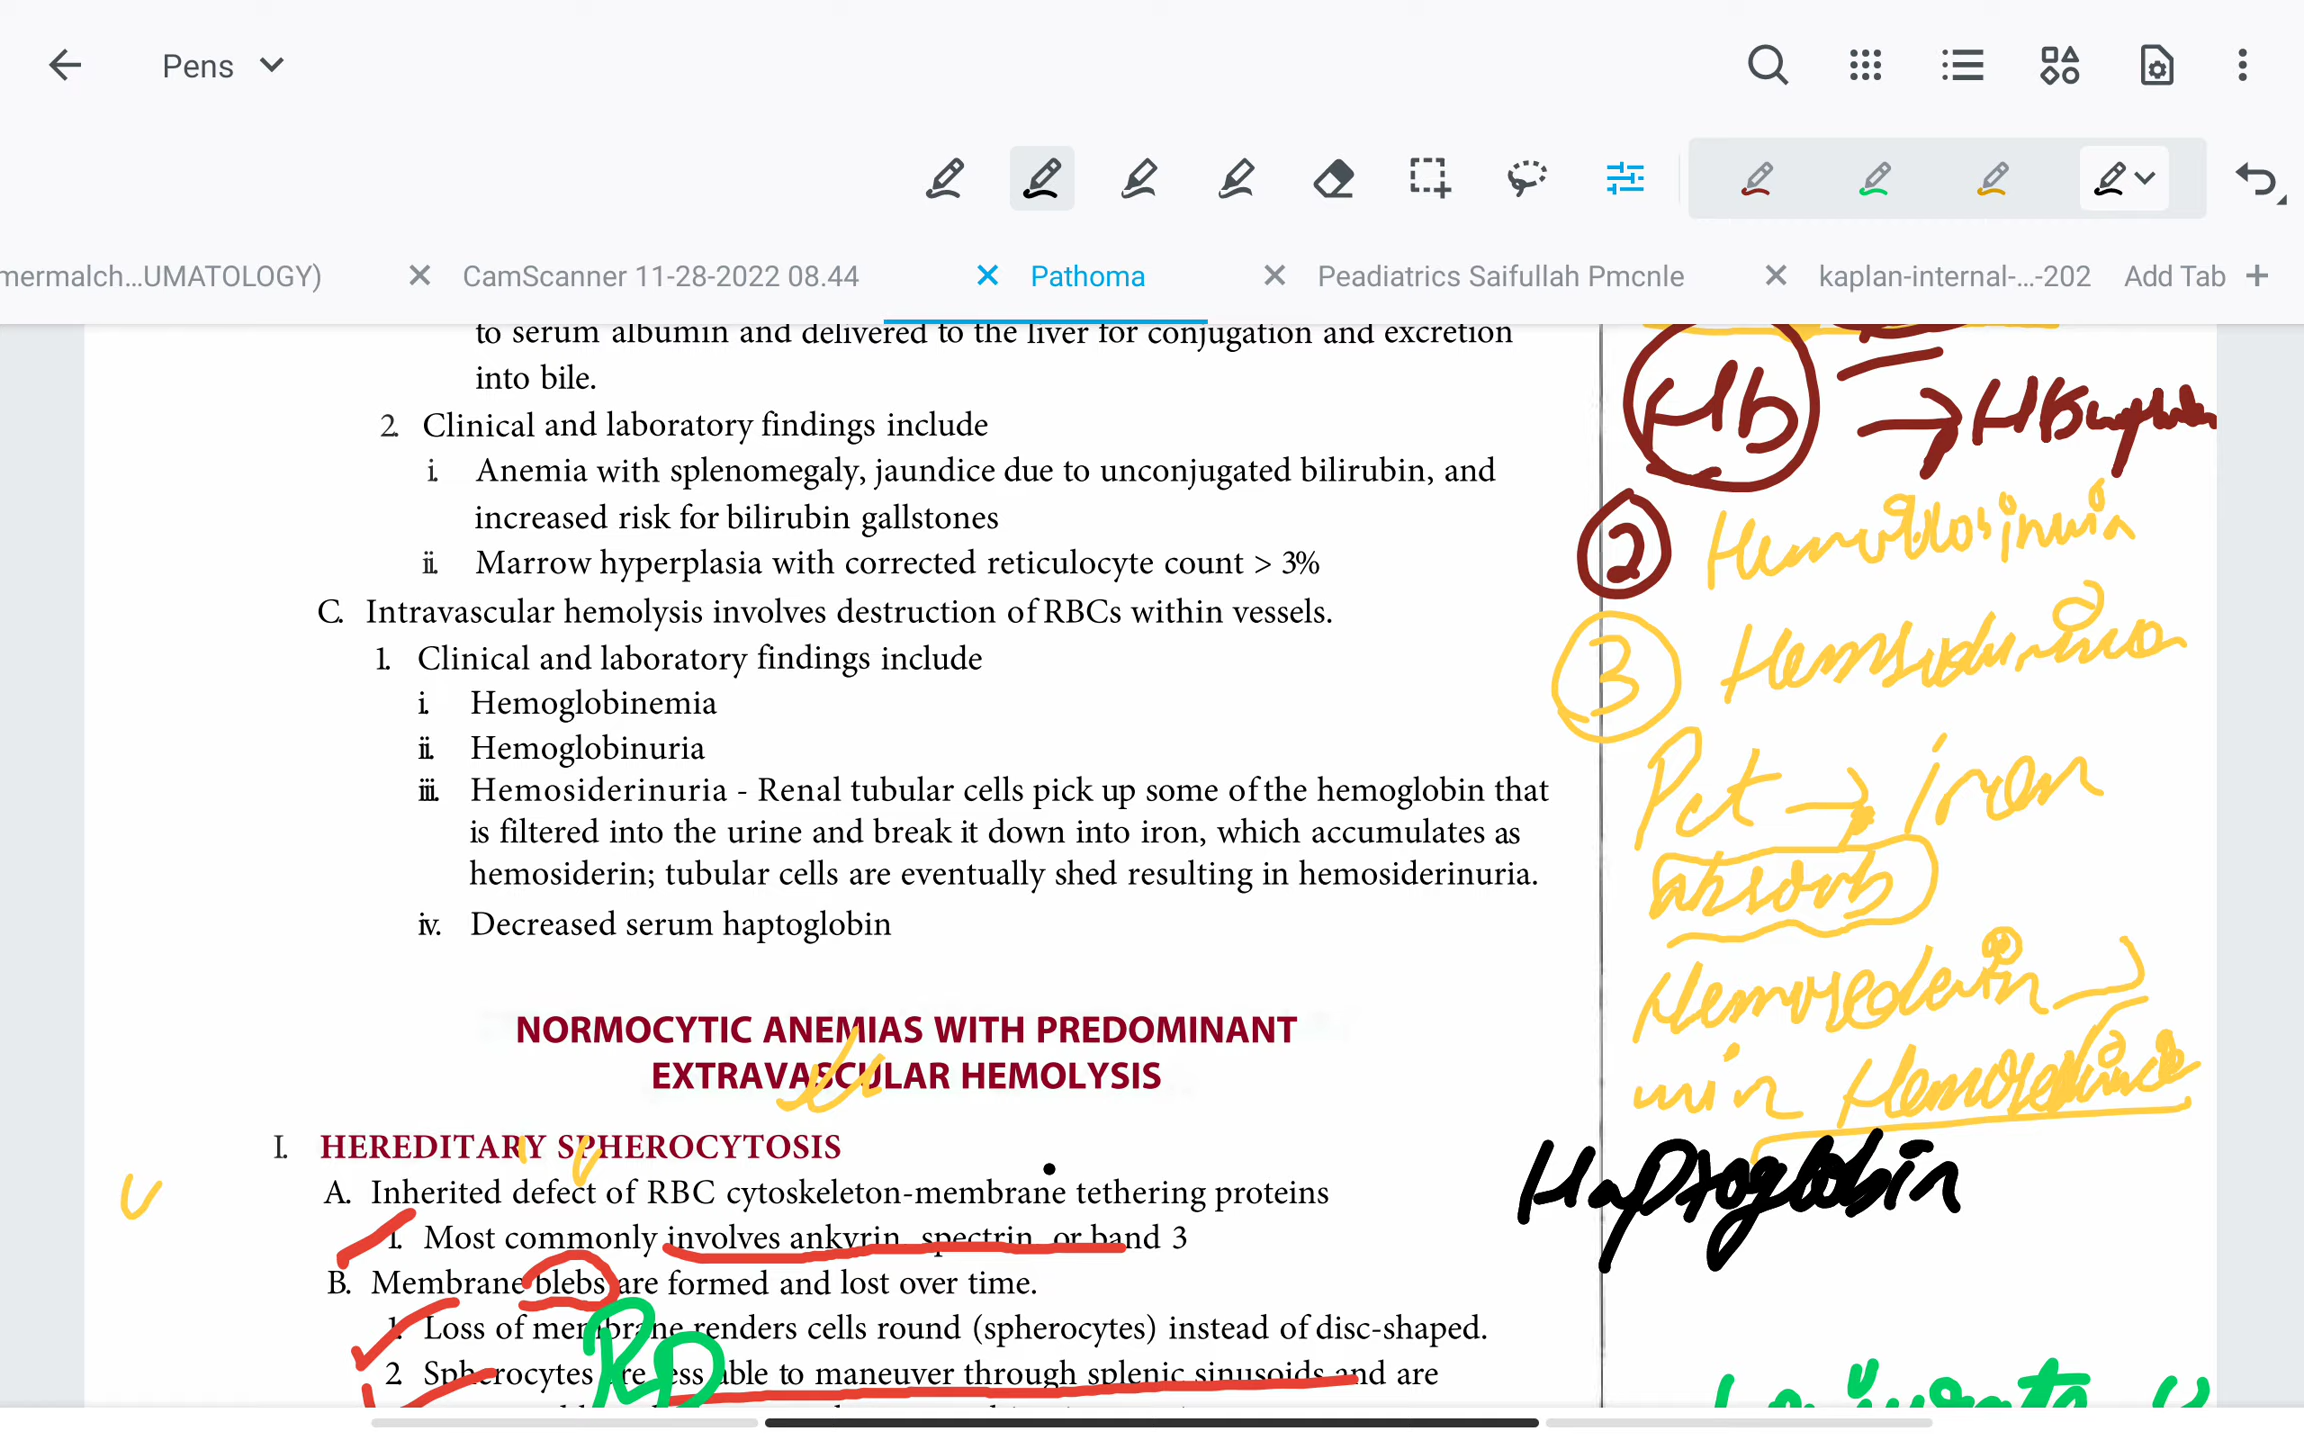 Pens
mermalch...UMATOLOGY)
CamScanner 11-28-2022 08.44
Pathoma
Peadiatrics Saifullah Pmcnle
kaplan-internal-...-202
Add Tab +
to serum albumin and delivered to the liver for conjugation and excretion
into bile.
2. Clinical and laboratory findings include
i. Anemia with splenomegaly, jaundice due to unconjugated bilirubin, and
increased risk for bilirubin gallstones
ii. Marrow hyperplasia with corrected reticulocyte count > 3%
C. Intravascular hemolysis involves destruction of RBCs within vessels.
1. Clinical and laboratory findings include
i. Hemoglobinemia
ii. Hemoglobinuria
iii. Hemosiderinuria - Renal tubular cells pick up some of the hemoglobin that
is filtered into the urine and break it down into iron, which accumulates as
hemosiderin; tubular cells are eventually shed resulting in hemosiderinuria.
iv. Decreased serum haptoglobin
NORMOCYTIC ANEMIAS WITH PREDOMINANT
EXTRAVASCULAR HEMOLYSIS
I. HEREDITARY SPHEROCYTOSIS
A. Inherited defect of RBC cytoskeleton-membrane tethering proteins
1. Most commonly involves ankyrin, spectrin, or band 3
B. Membrane blebs are formed and lost over time.
1. Loss of membrane renders cells round (spherocytes) instead of disc-shaped.
2. Spherocytes are less able to maneuver through splenic sinusoids and are
RD
Hb →
2
3
Pct → iron
absorb
Haptoglobin